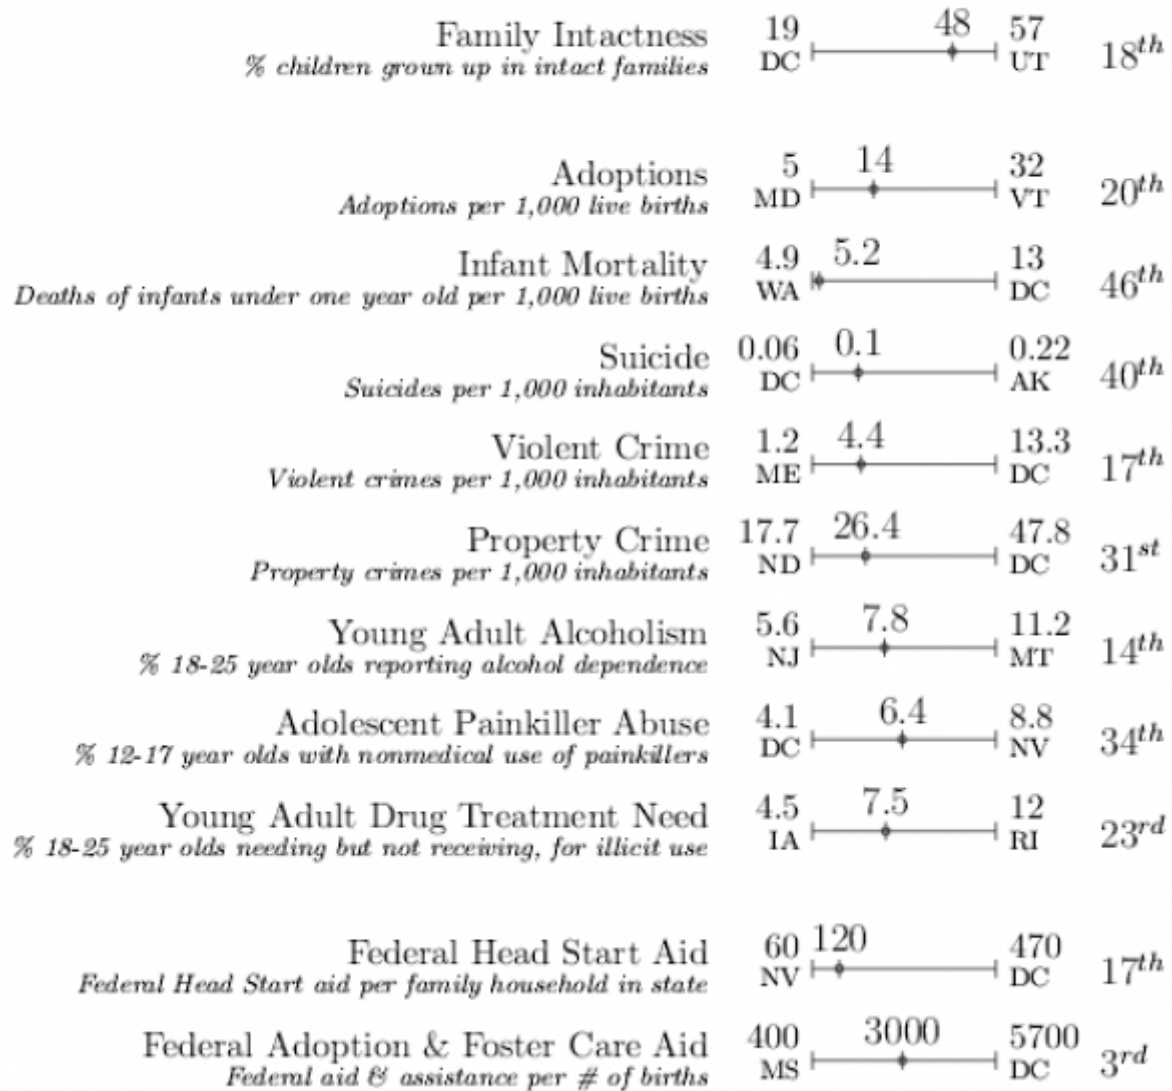 Family Intactness 19 48 57
% children grown up in intact families DC UT 18th
Adoptions 5 14 32
Adoptions per 1,000 live births MD VT 20th
Infant Mortality 4.9 5.2 13
Deaths of infants under one year old per 1,000 live births WA DC 46th
Suicide 0.06 0.1 0.22
Suicides per 1,000 inhabitants DC AK 40th
Violent Crime 1.2 4.4 13.3
Violent crimes per 1,000 inhabitants ME DC 17th
Property Crime 17.7 26.4 47.8
Property crimes per 1,000 inhabitants ND DC 31st
Young Adult Alcoholism 5.6 7.8 11.2
% 18-25 year olds reporting alcohol dependence NJ MT 14th
Adolescent Painkiller Abuse 4.1 6.4 8.8
% 12-17 year olds with nonmedical use of painkillers DC NV 34th
Young Adult Drug Treatment Need 4.5 7.5 12
% 18-25 year olds needing but not receiving, for illicit use IA RI 23rd
Federal Head Start Aid 60 120 470
Federal Head Start aid per family household in state NV DC 17th
Federal Adoption & Foster Care Aid 400 3000 5700
Federal aid & assistance per # of births MS DC 3rd